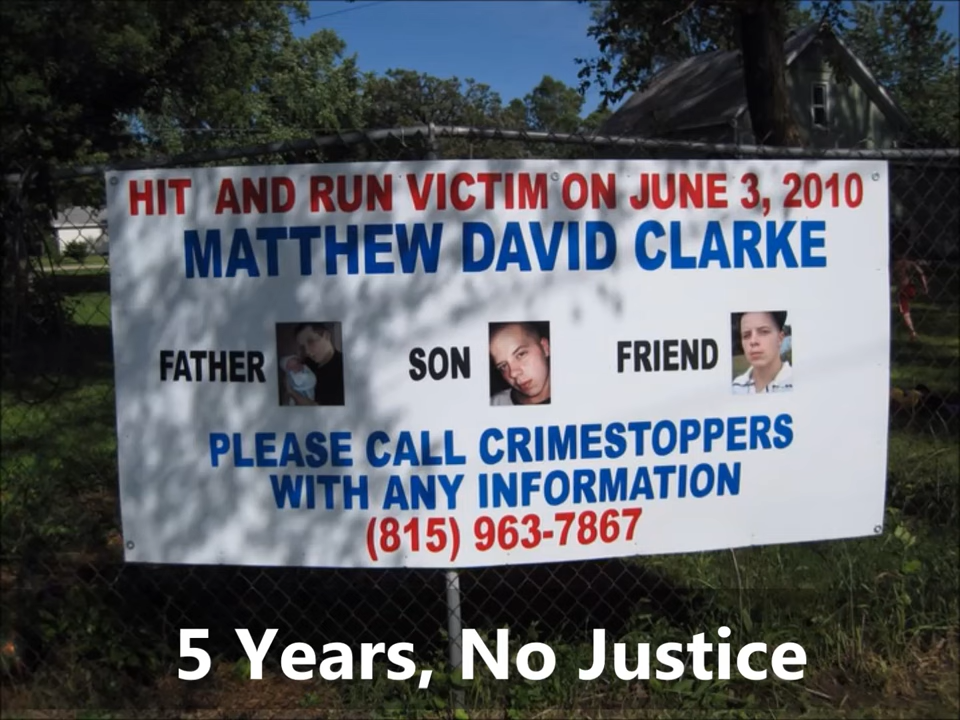 HIT AND RUN VICTIM ON JUNE 3, 2010
MATTHEW DAVID CLARKE
FATHER SON FRIEND
PLEASE CALL CRIMESTOPPERS
WITH ANY INFORMATION
(815) 963-7867
5 Years, No Justice